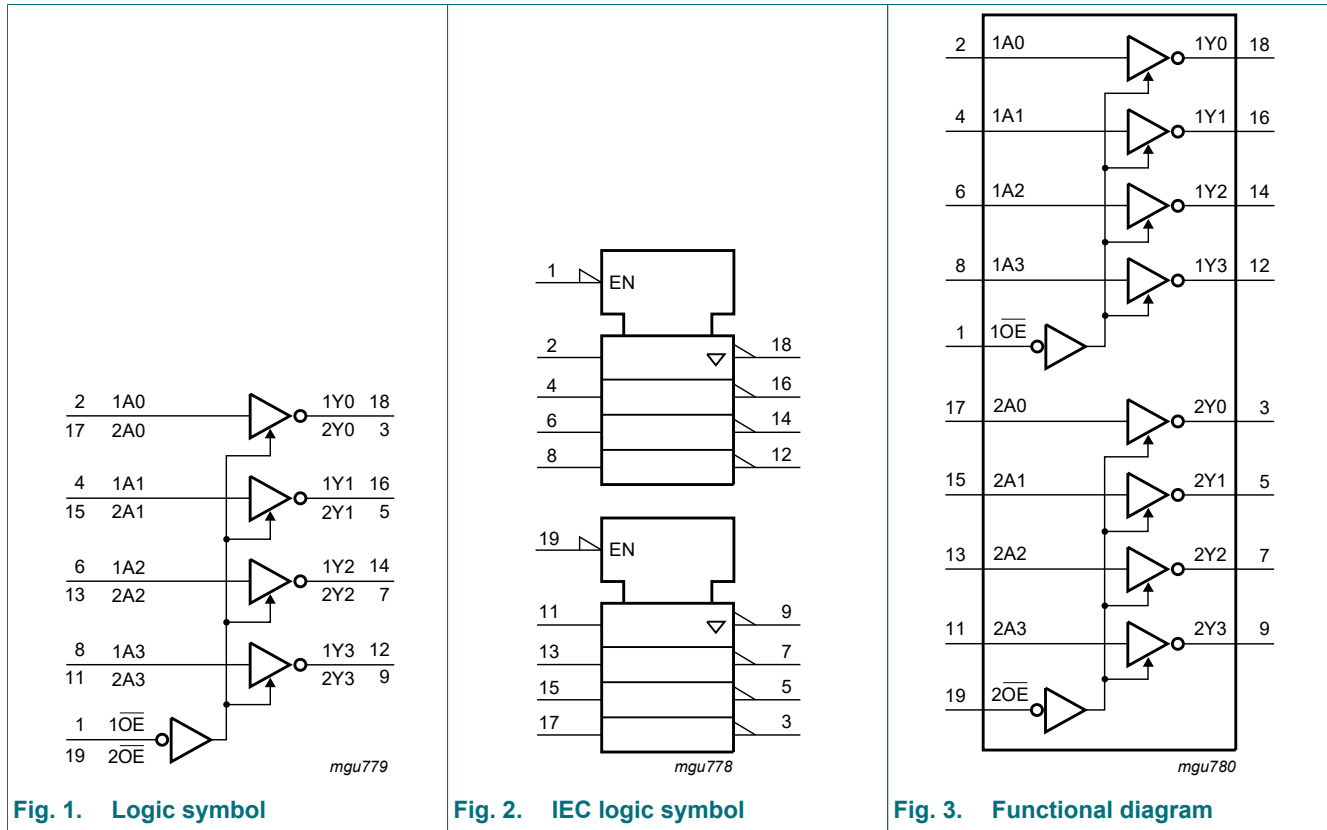 2 1A0 1Y0 18
17 2A0 2Y0 3
4 1A1 1Y1 16
15 2A1 2Y1 5
6 1A2 1Y2 14
13 2A2 2Y2 7
8 1A3 1Y3 12
11 2A3 2Y3 9
1 1O̅E̅
19 2O̅E̅
mgu779
Fig. 1. Logic symbol
1 EN
2 18
4 16
6 14
8 12
19 EN
11 9
13 7
15 5
17 3
mgu778
Fig. 2. IEC logic symbol
2 1A0 1Y0 18
4 1A1 1Y1 16
6 1A2 1Y2 14
8 1A3 1Y3 12
1 1O̅E̅
17 2A0 2Y0 3
15 2A1 2Y1 5
13 2A2 2Y2 7
11 2A3 2Y3 9
19 2O̅E̅
mgu780
Fig. 3. Functional diagram